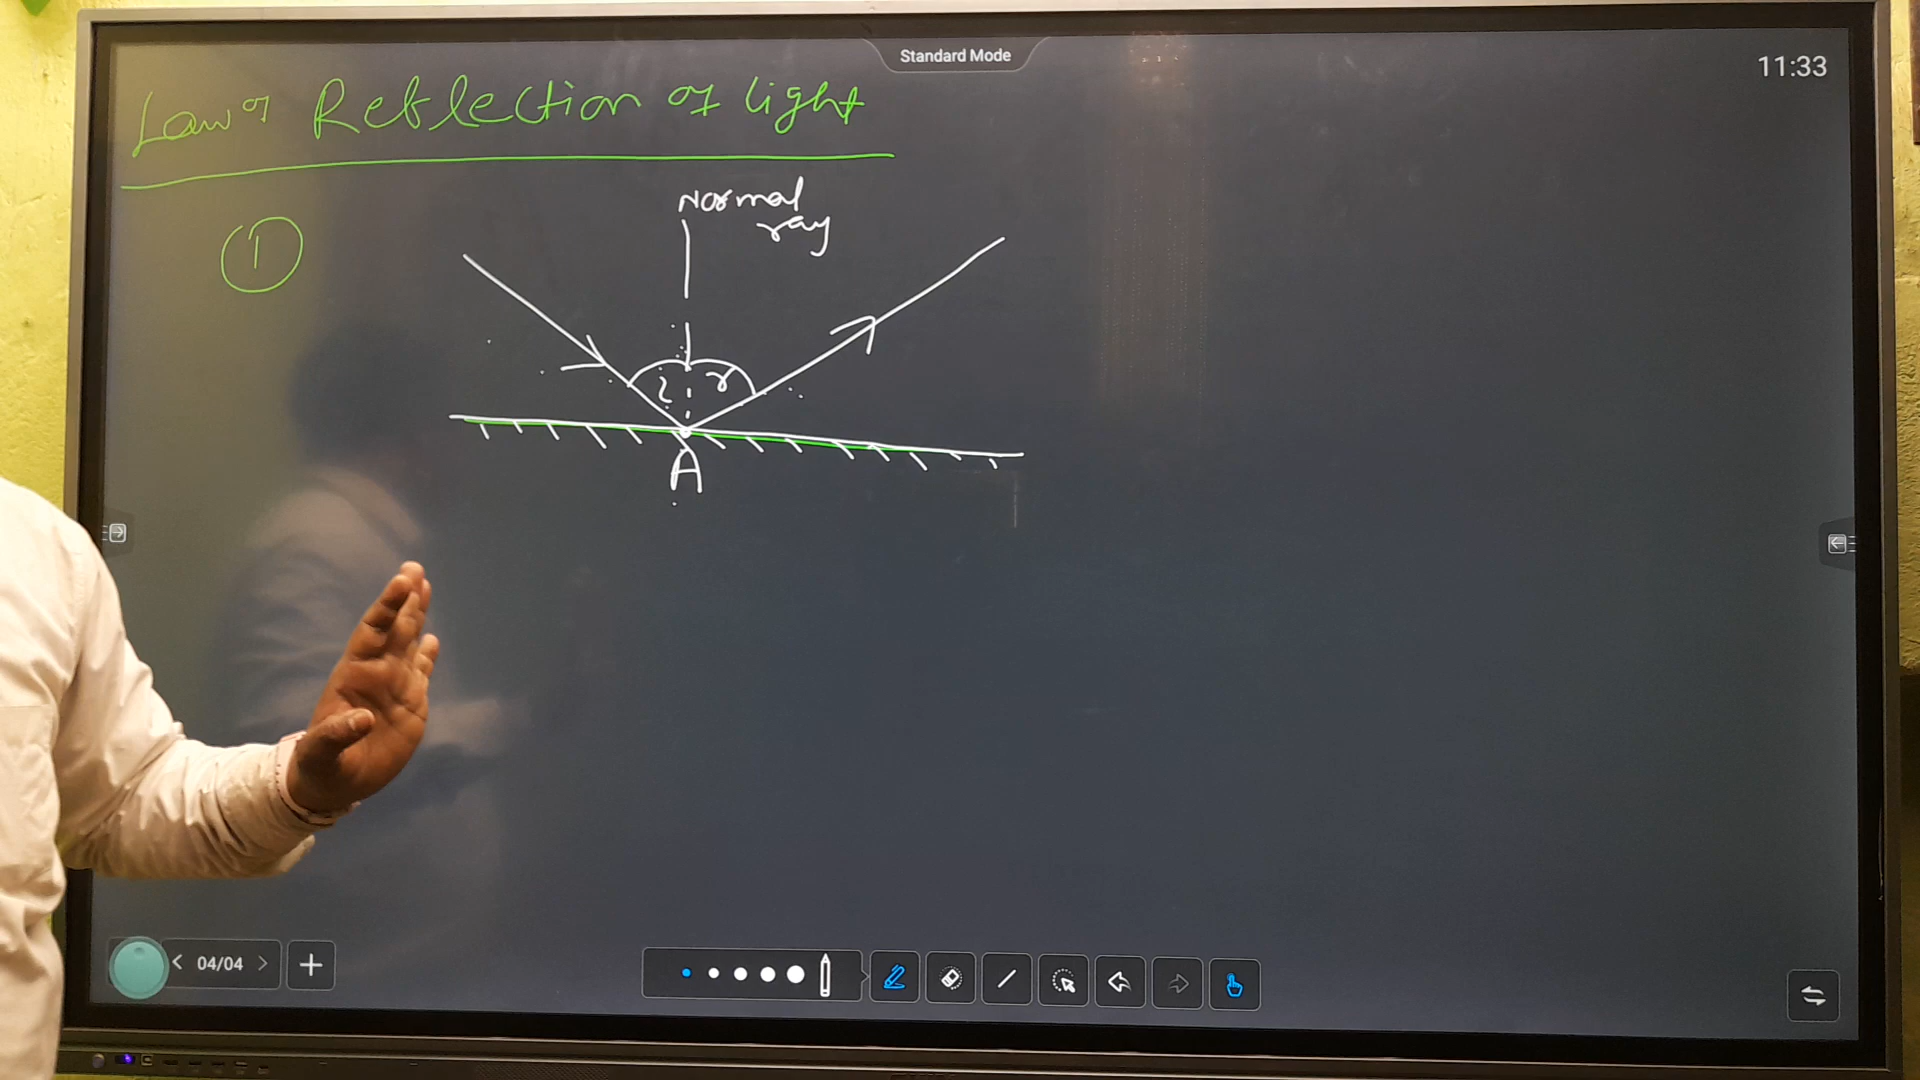 Standard Mode
11:33
Law of Reflection of light
1
Normal
ray
i r
A
04/04